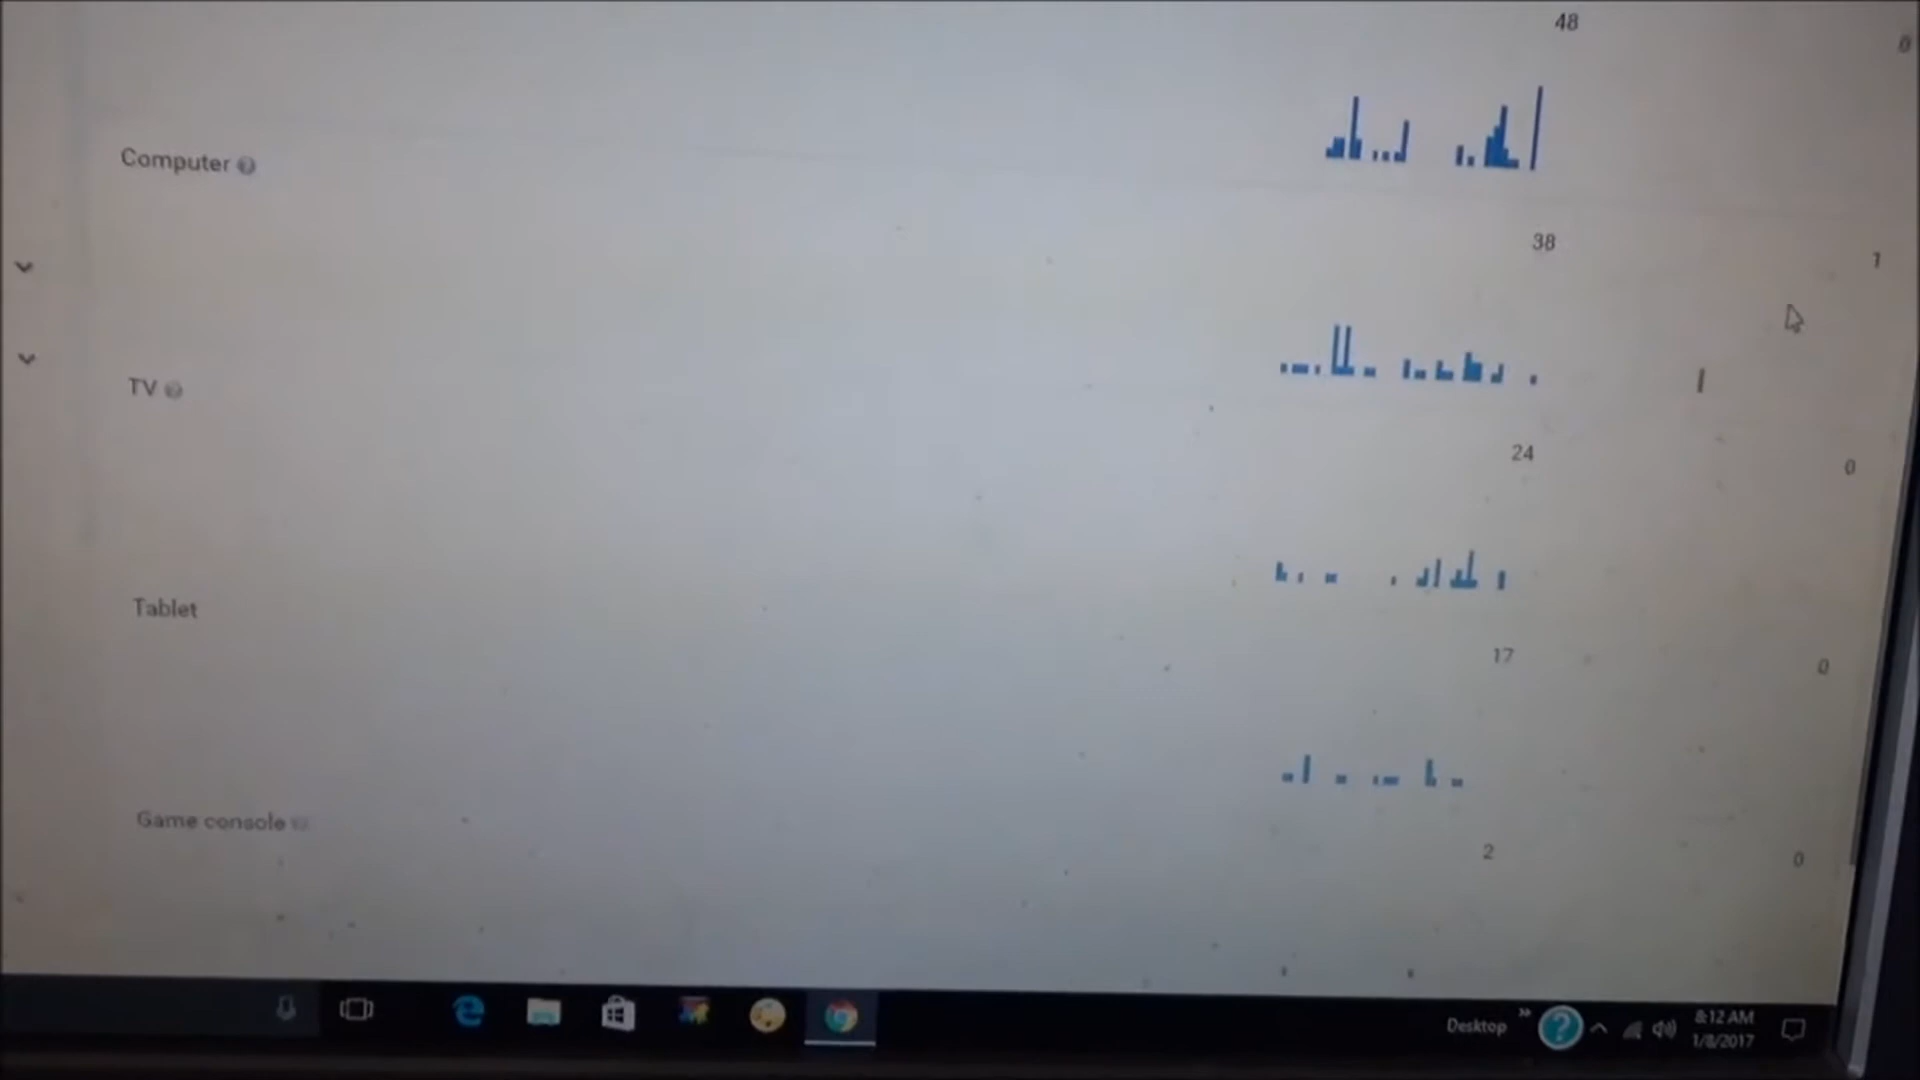 48
0
Computer
38
1
TV
24
0
Tablet
17
0
Game console
2
0
Desktop
8:12 AM
1/8/2017